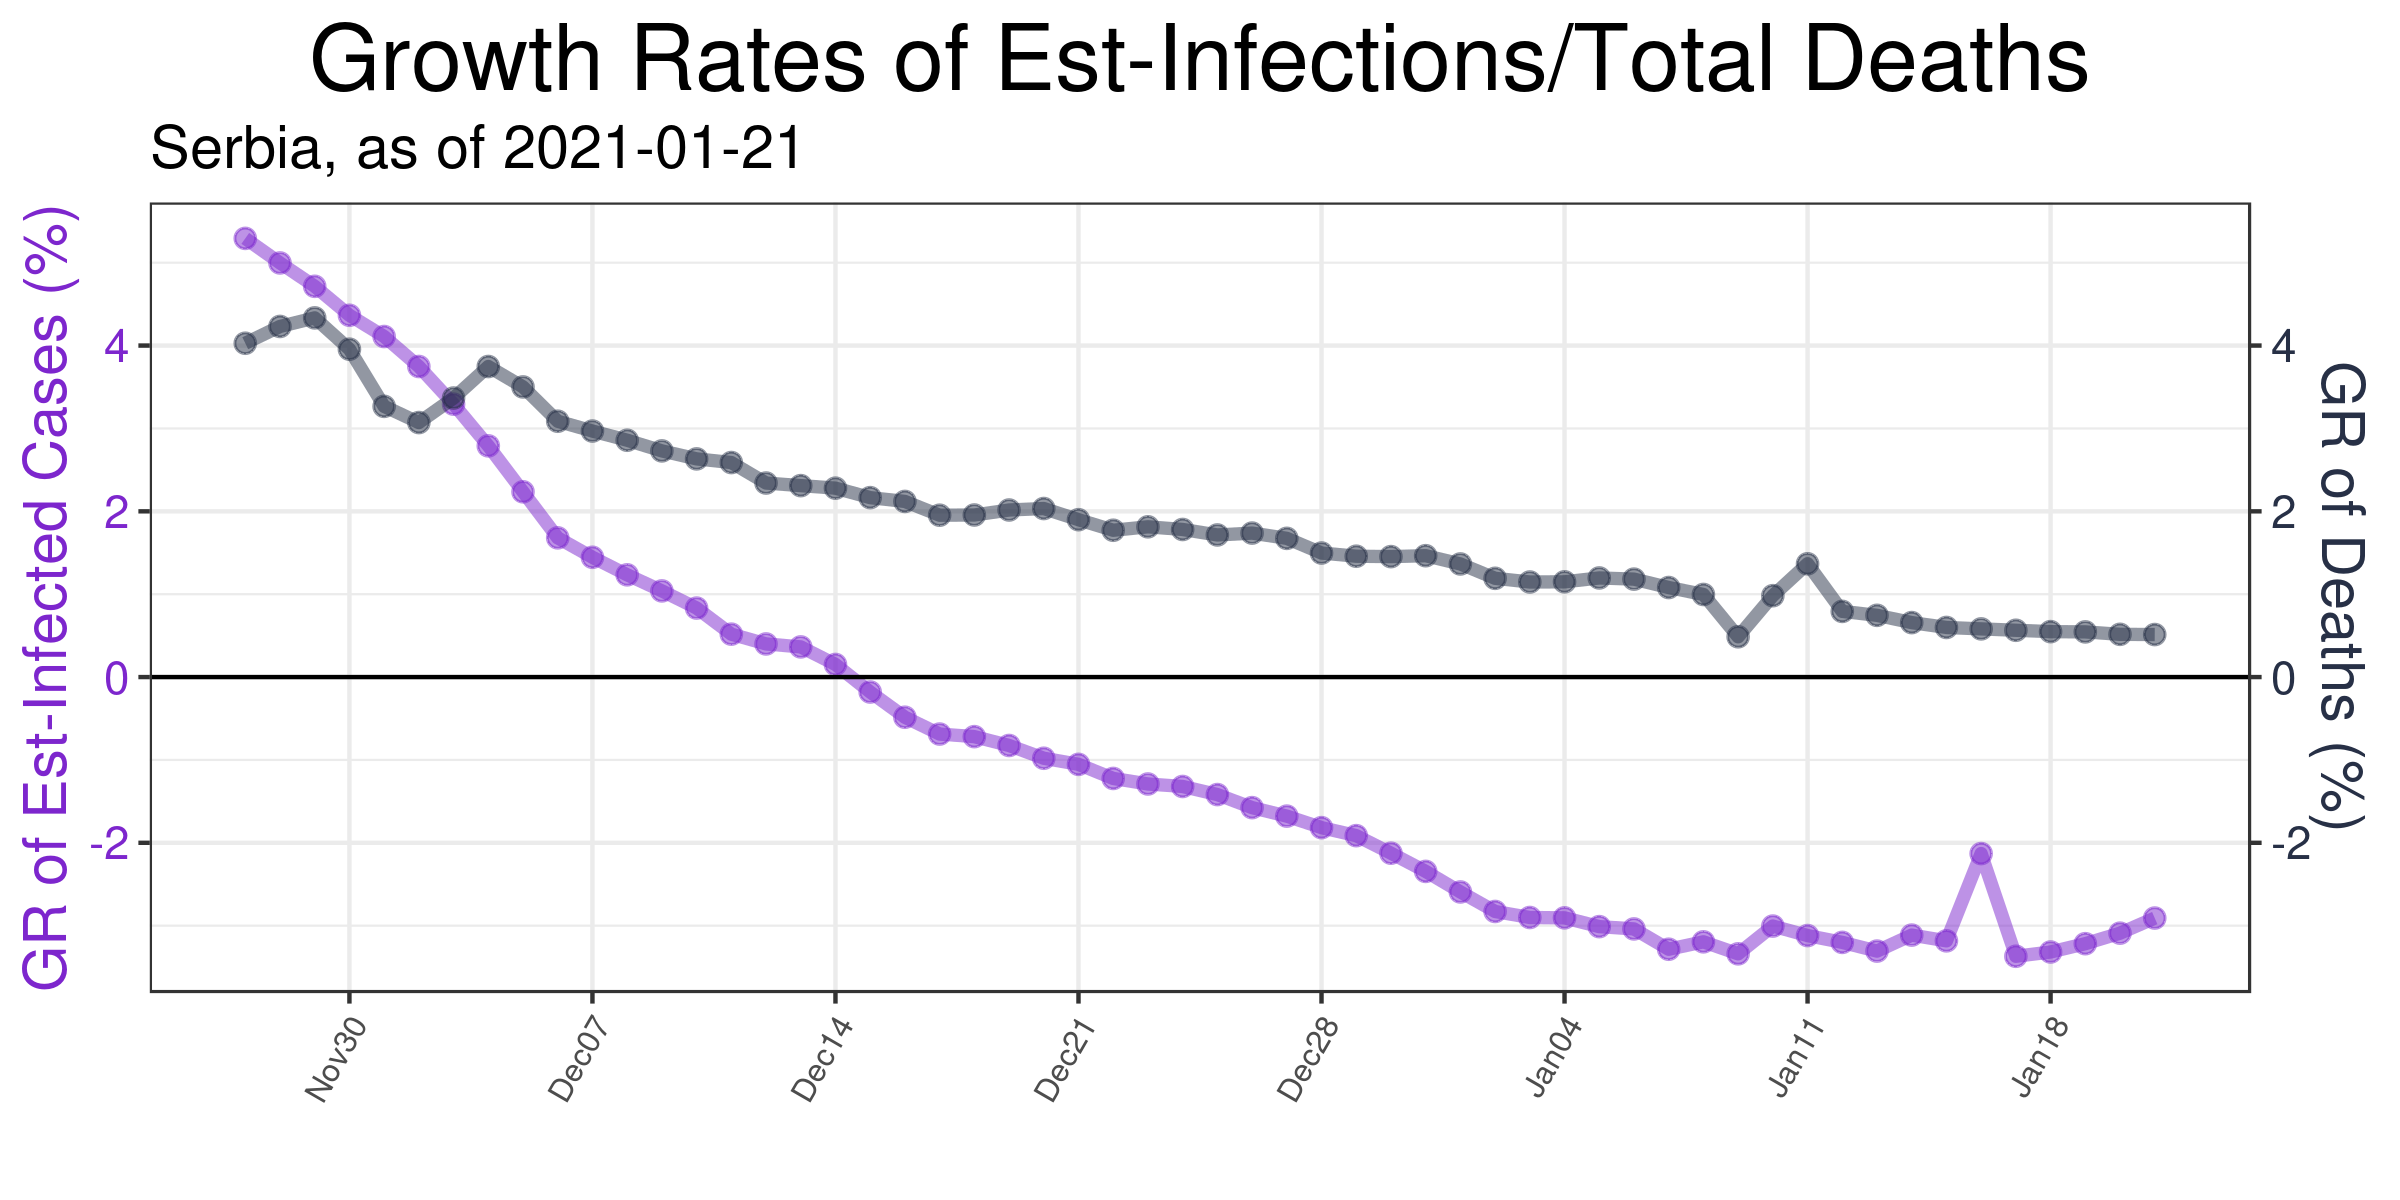 Growth Rates of Est-Infections/Total Deaths
Serbia, as of 2021-01-21
GR of Est-Infected Cases (%)
4
2
0
-2
4
2
0
-2
GR of Deaths (%)
Nov30
Dec07
Dec14
Dec21
Dec28
Jan04
Jan11
Jan18